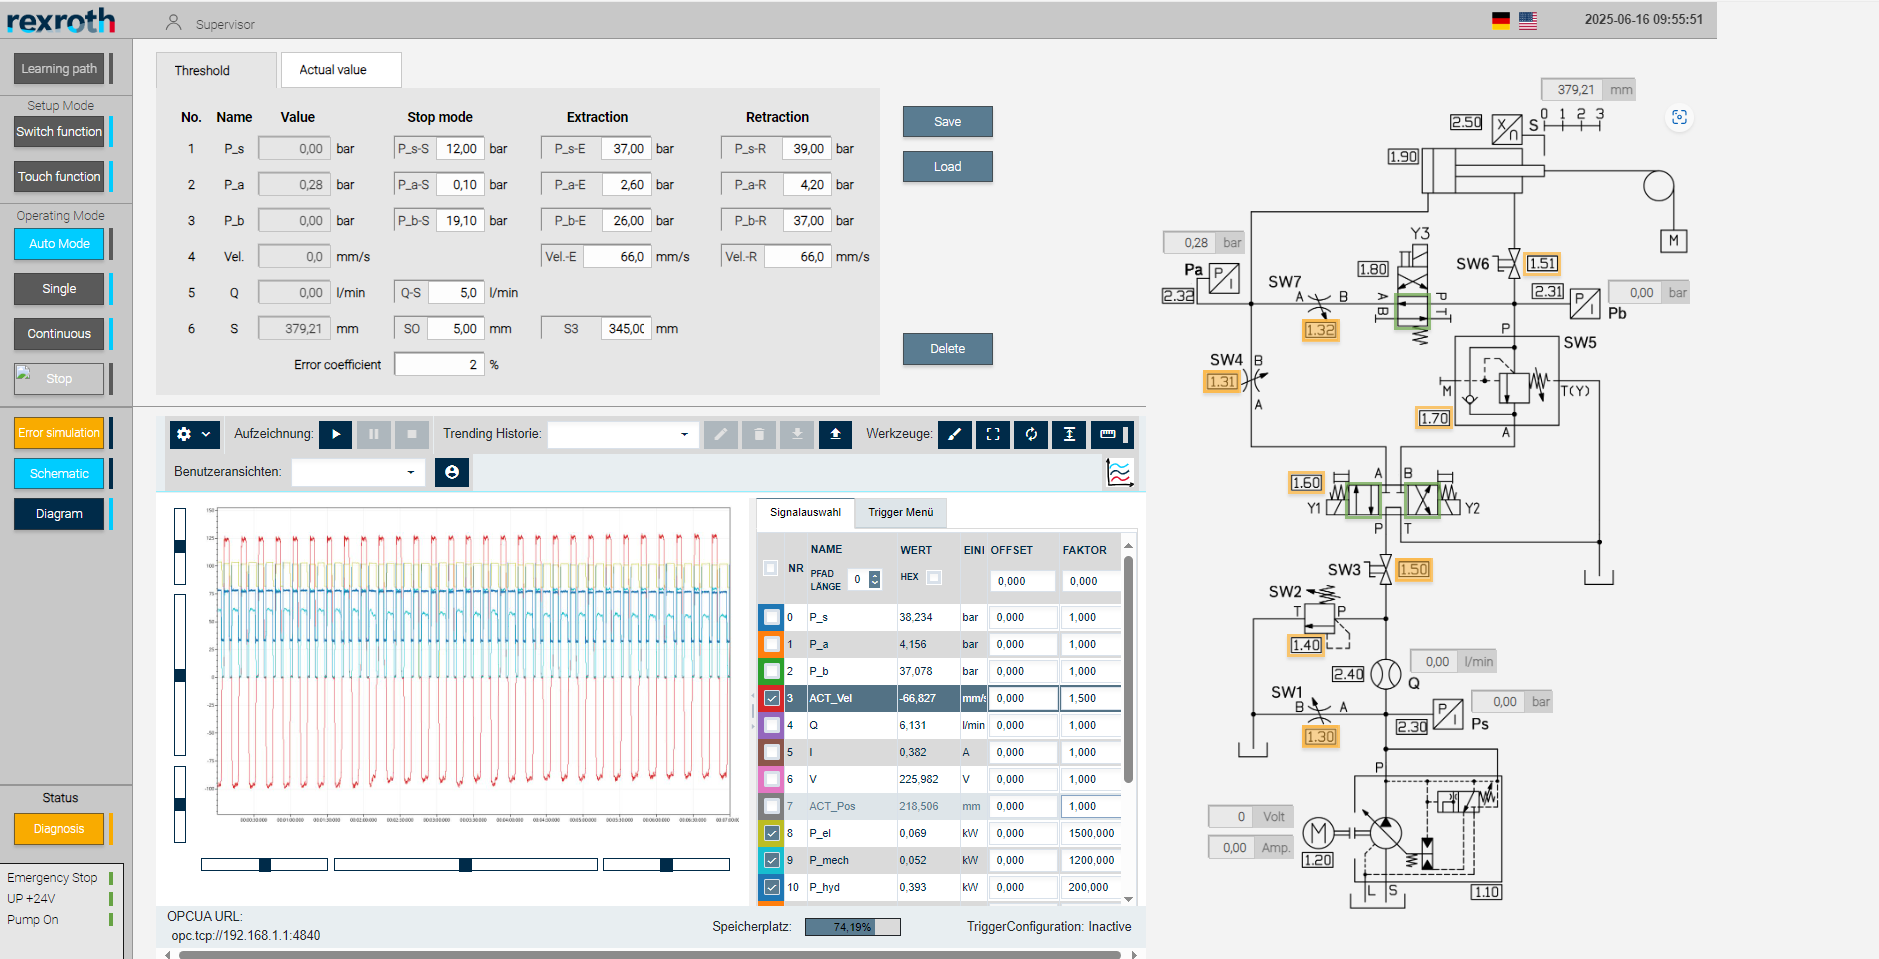 rexroth
Supervisor
2025-06-16 09:55:51
Learning path
Setup Mode
Switch function
Touch function
Operating Mode
Auto Mode
Single
Continuous
Stop
Error simulation
Schematic
Diagram
Status
Diagnosis
Emergency Stop
UP +24V
Pump On
Threshold
Actual value
No. Name Value Stop mode Extraction Retraction
1 P_s 0,00 bar P_s-S 12,00 bar P_s-E 37,00 bar P_s-R 39,00 bar
2 P_a 0,28 bar P_a-S 0,10 bar P_a-E 2,60 bar P_a-R 4,20 bar
3 P_b 0,00 bar P_b-S 19,10 bar P_b-E 26,00 bar P_b-R 37,00 bar
4 Vel. 0,0 mm/s Vel.-E 66,0 mm/s Vel.-R 66,0 mm/s
5 Q 0,00 l/min Q-S 5,0 l/min
6 S 379,21 mm SO 5,00 mm S3 345,00 mm
Error coefficient 2 %
Save
Load
Delete
Aufzeichnung: Trending Historie: Werkzeuge:
Benutzeransichten:
Signalauswahl
Trigger Menü
NR NAME WERT EINI OFFSET FAKTOR
PFAD LÄNGE 0 HEX 0,000 0,000
0 P_s 38,234 bar 0,000 1,000
1 P_a 4,156 bar 0,000 1,000
2 P_b 37,078 bar 0,000 1,000
3 ACT_Vel -66,827 mm/s 0,000 1,500
4 Q 6,131 l/min 0,000 1,000
5 I 0,382 A 0,000 1,000
6 V 225,982 V 0,000 1,000
7 ACT_Pos 218,506 mm 0,000 1,000
8 P_el 0,069 kW 0,000 1500,000
9 P_mech 0,052 kW 0,000 1200,000
10 P_hyd 0,393 kW 0,000 200,000
OPCUA URL:
opc.tcp://192.168.1.1:4840
Speicherplatz: 74,19% TriggerConfiguration: Inactive
379,21 mm
2.50 X/n S 0 1 2 3
1.90
M
0,28 bar
Pa P I
2.32
Y3
1.80
SW6 1.51
SW7
A B
1.32
A B P T
2.31 P I
0,00 bar
Pb
SW4 B
1.31
A
P SW5
M T(Y)
1.70
A
1.60 A B
Y1 Y2
P T
SW3 1.50
SW2
T P
1.40
2.40 Q
0,00 l/min
SW1
B A
1.30
2.30 P I Ps
0,00 bar
P
0 Volt
0,00 Amp.
M
1.20
L S
1.10